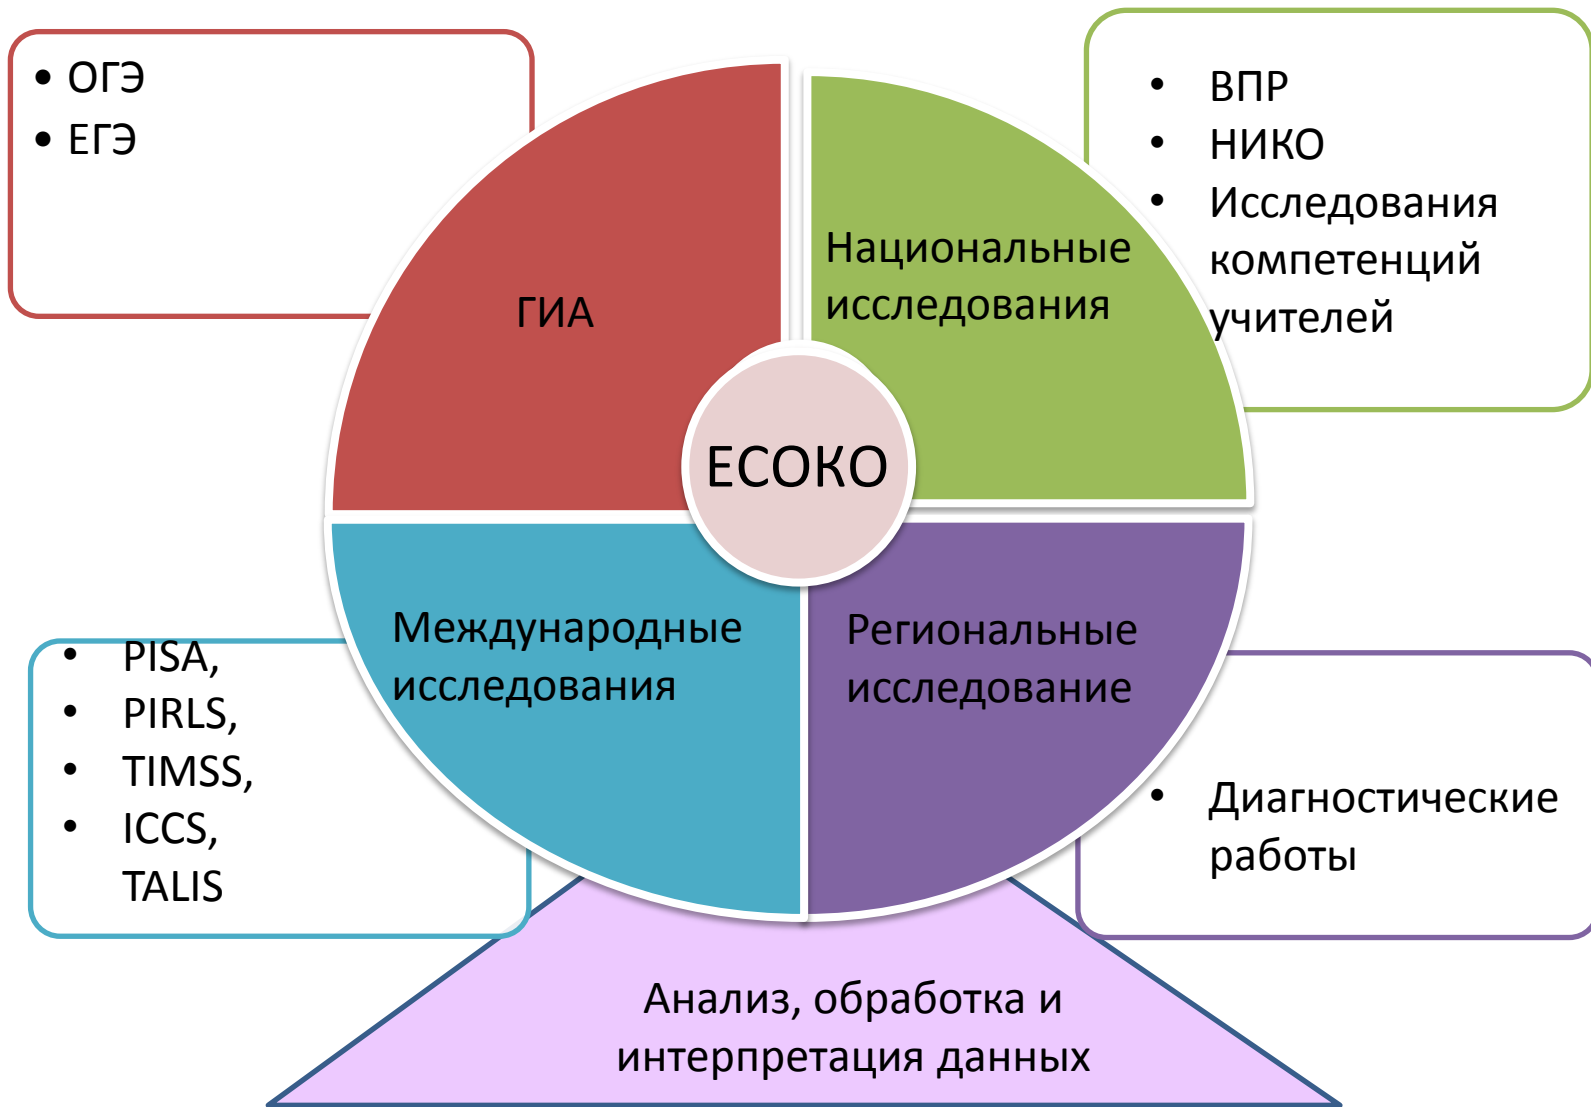 • ОГЭ
• ЕГЭ
ГИА
Национальные
исследования
• ВПР
• НИКО
• Исследования
компетенций
учителей
ЕСОКО
Международные
исследования
Региональные
исследование
• PISA,
• PIRLS,
• TIMSS,
• ICCS,
TALIS
• Диагностические
работы
Анализ, обработка и
интерпретация данных